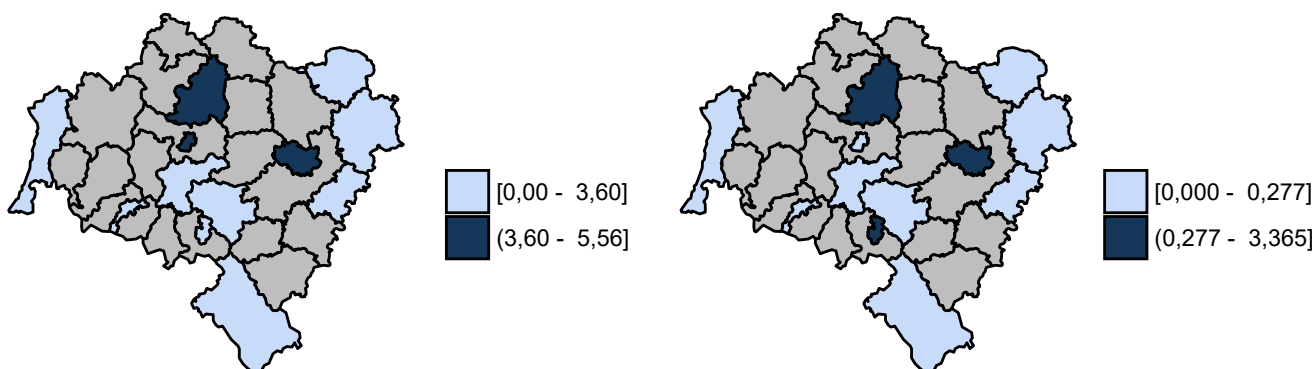 [0,00 - 3,60]
(3,60 - 5,56]
[0,000 - 0,277]
(0,277 - 3,365]